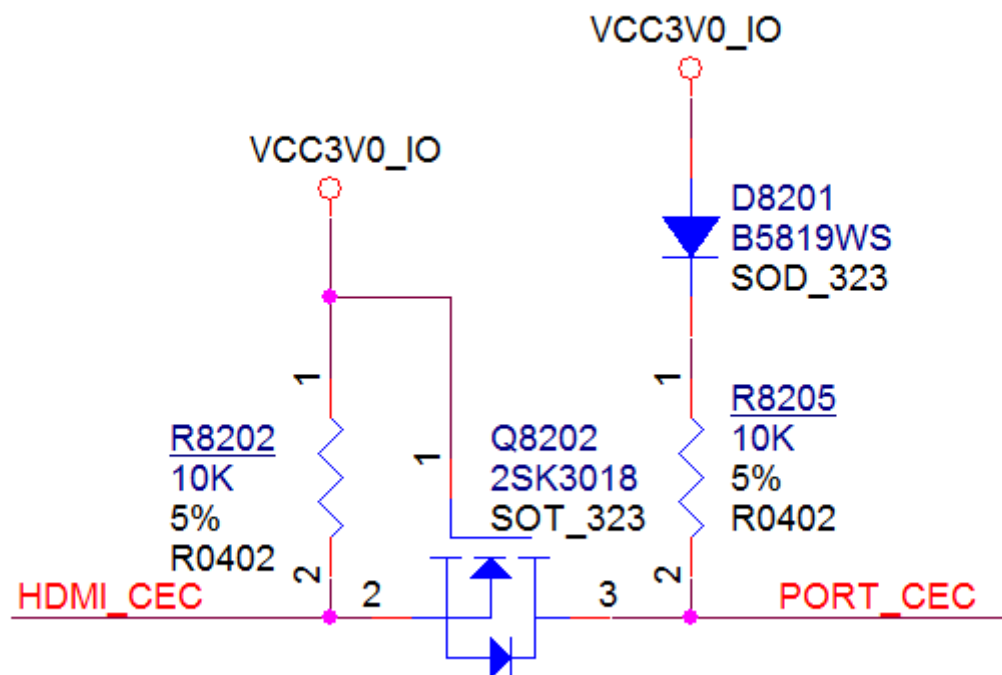 VCC3V0_IO
VCC3V0_IO
D8201
B5819WS
SOD_323
1
R8202
10K
5%
R0402
2
1
Q8202
2SK3018
SOT_323
1
R8205
10K
5%
R0402
2
HDMI_CEC
2
3
PORT_CEC